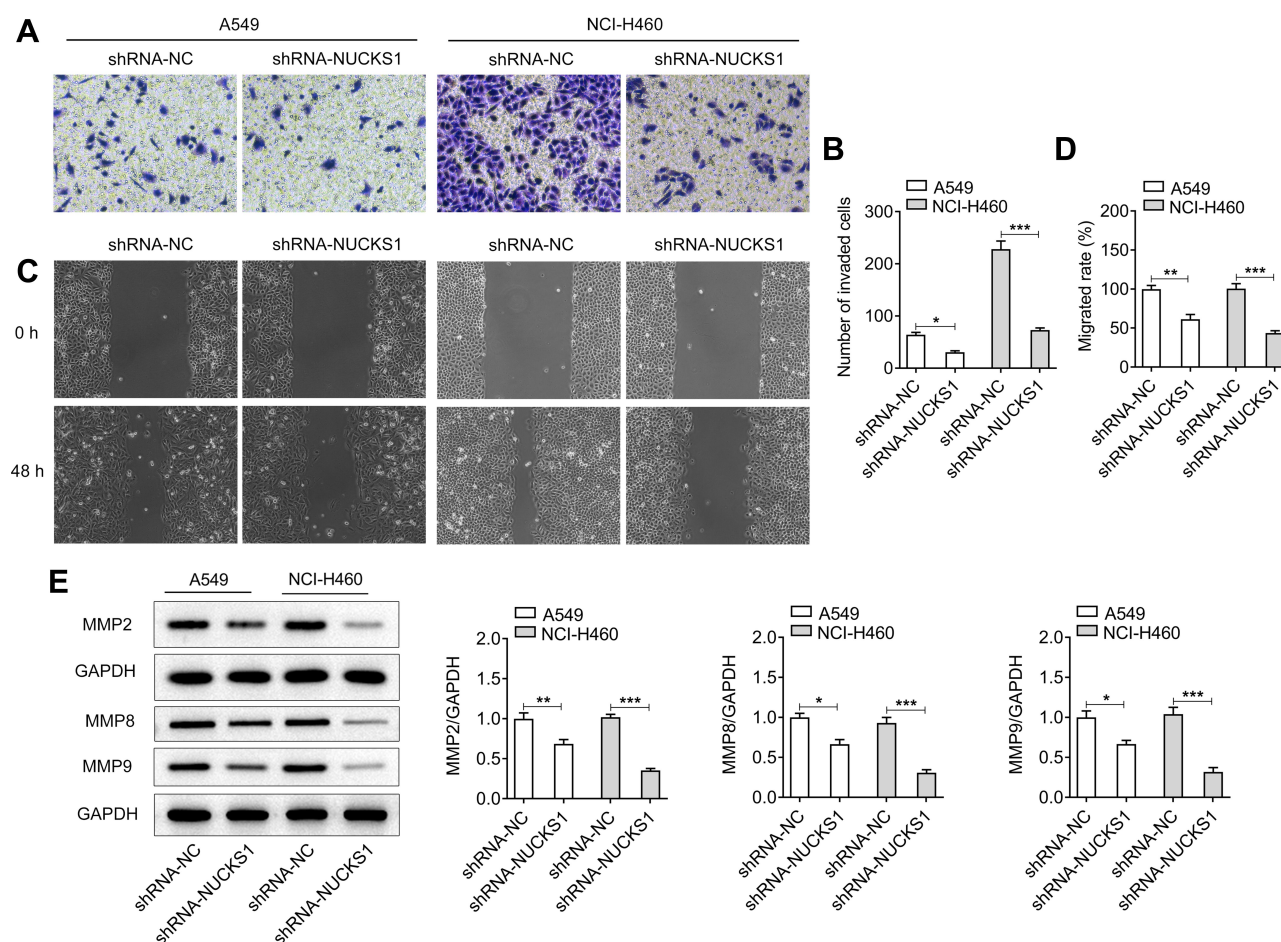 A
A549
NCI-H460
shRNA-NC
shRNA-NUCKS1
shRNA-NC
shRNA-NUCKS1
B
A549
NCI-H460
Number of invaded cells
300
200
100
0
*
***
shRNA-NC
shRNA-NUCKS1
shRNA-NC
shRNA-NUCKS1
D
A549
NCI-H460
Migrated rate (%)
200
150
100
50
0
**
***
shRNA-NC
shRNA-NUCKS1
shRNA-NC
shRNA-NUCKS1
C
shRNA-NC
shRNA-NUCKS1
shRNA-NC
shRNA-NUCKS1
0 h
48 h
E
A549
NCI-H460
MMP2
GAPDH
MMP8
MMP9
GAPDH
shRNA-NC
shRNA-NUCKS1
shRNA-NC
shRNA-NUCKS1
A549
NCI-H460
MMP2/GAPDH
2.0
1.5
1.0
0.5
0.0
**
***
shRNA-NC
shRNA-NUCKS1
shRNA-NC
shRNA-NUCKS1
A549
NCI-H460
MMP8/GAPDH
2.0
1.5
1.0
0.5
0.0
*
***
shRNA-NC
shRNA-NUCKS1
shRNA-NC
shRNA-NUCKS1
A549
NCI-H460
MMP9/GAPDH
2.0
1.5
1.0
0.5
0.0
*
***
shRNA-NC
shRNA-NUCKS1
shRNA-NC
shRNA-NUCKS1